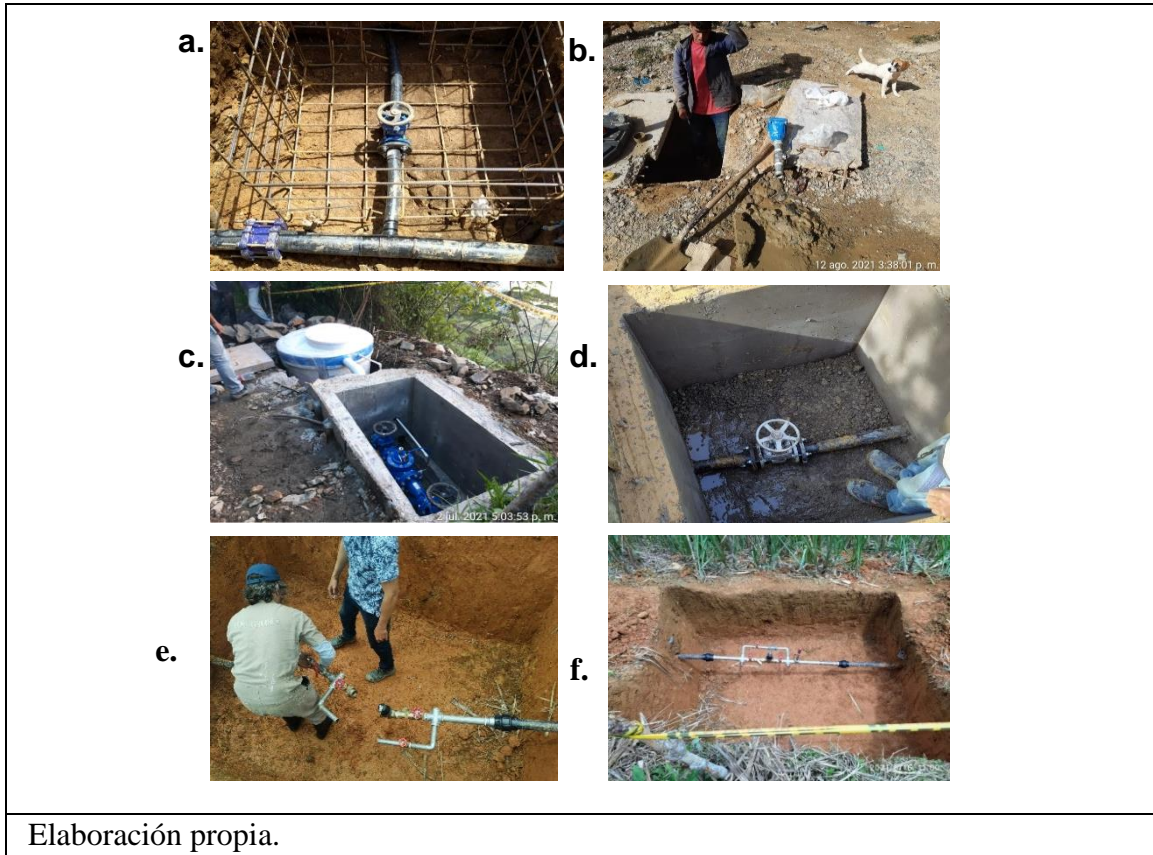 a.
b.
12 ago. 2021 3:38:01 p. m.
c.
2 jul. 2021 5:03:53 p. m.
d.
e.
f.
Elaboración propia.